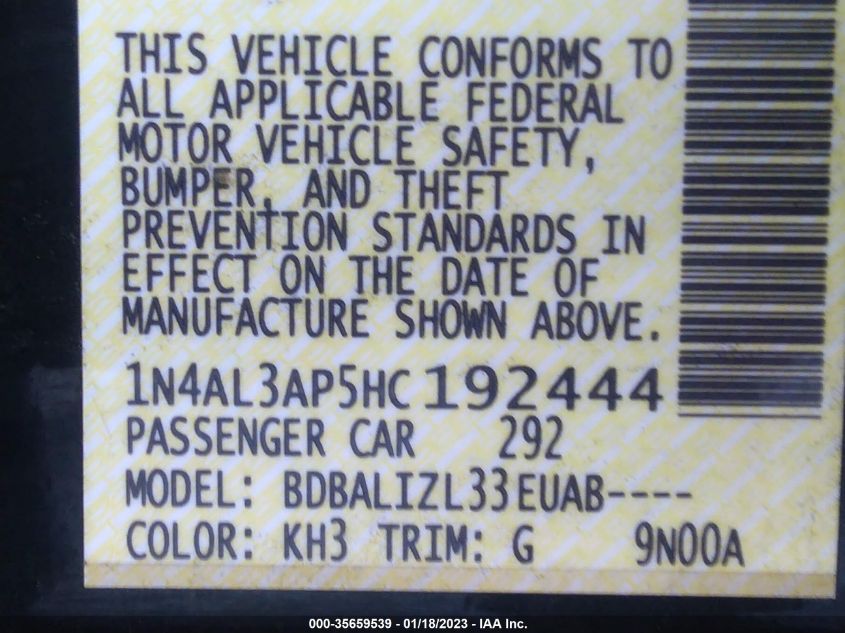 THIS VEHICLE CONFORMS TO
ALL APPLICABLE FEDERAL
MOTOR VEHICLE SAFETY,
BUMPER, AND THEFT
PREVENTION STANDARDS IN
EFFECT ON THE DATE OF
MANUFACTURE SHOWN ABOVE.
1N4AL3AP5HC192444
PASSENGER CAR 292
MODEL: BDBALIZL33EUAB----
COLOR: KH3 TRIM: G 9N00A
000-35659539 - 01/18/2023 - IAA Inc.